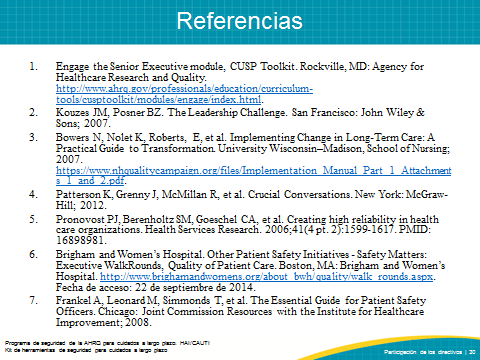 Referencias
1. Engage the Senior Executive module, CUSP Toolkit. Rockville, MD: Agency for
Healthcare Research and Quality.
http://www.ahrq.gov/professionals/education/curriculum-
tools/cusptoolkit/modules/engage/index.html.
2. Kouzes JM, Posner BZ. The Leadership Challenge. San Francisco: John Wiley &
Sons; 2007.
3. Bowers N, Nolet K, Roberts, E, et al. Implementing Change in Long-Term Care: A
Practical Guide to Transformation. University Wisconsin–Madison, School of Nursing;
2007.
https://www.nhqualitycampaign.org/files/Implementation_Manual_Part_1_Attachment
s_1_and_2.pdf.
4. Patterson K, Grenny J, McMillan R, et al. Crucial Conversations. New York: McGraw-
Hill; 2012.
5. Pronovost PJ, Berenholtz SM, Goeschel CA, et al. Creating high reliability in health
care organizations. Health Services Research. 2006;41(4 pt. 2):1599-1617. PMID:
16898981.
6. Brigham and Women's Hospital. Other Patient Safety Initiatives - Safety Matters:
Executive WalkRounds, Quality of Patient Care. Boston, MA: Brigham and Women's
Hospital. http://www.brighamandwomens.org/about_bwh/quality/walk_rounds.aspx.
Fecha de acceso: 22 de septiembre de 2014.
7. Frankel A, Leonard M, Simmonds T, et al. The Essential Guide for Patient Safety
Officers. Chicago: Joint Commission Resources with the Institute for Healthcare
Improvement; 2008.
Programa de seguridad de la AHRQ para cuidados a largo plazo: HAI/CAUTI
Kit de herramientas de seguridad para cuidados a largo plazo
Participación de los directivos | 30